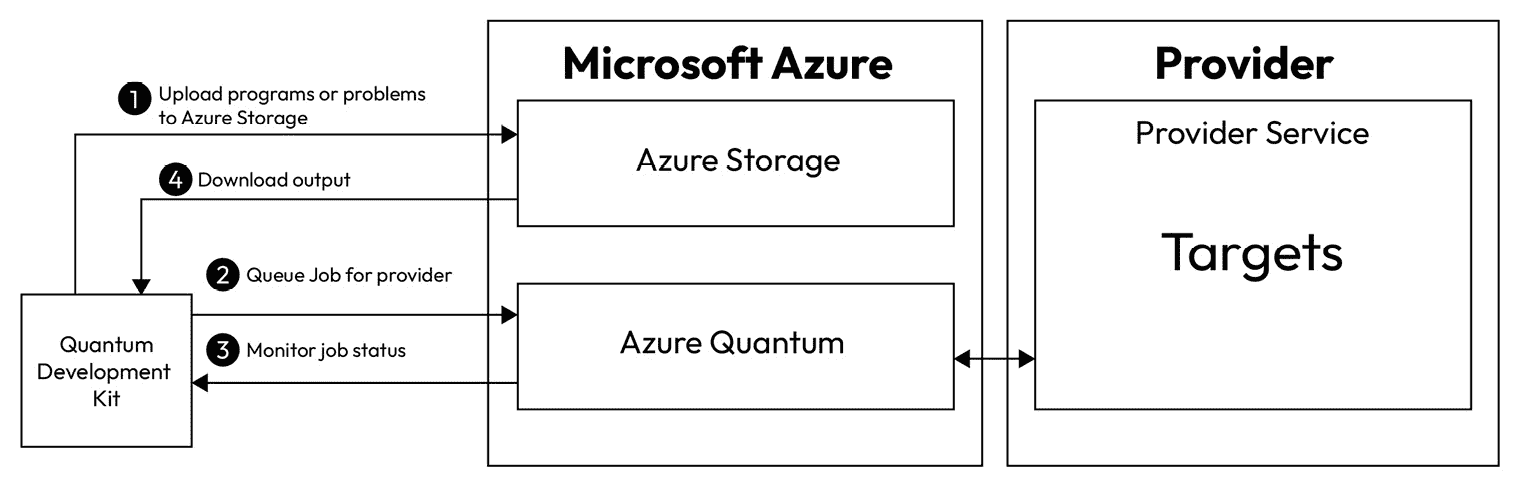 Microsoft Azure
Provider
1 Upload programs or problems
to Azure Storage
Azure Storage
Provider Service
4 Download output
Targets
2 Queue Job for provider
Azure Quantum
3 Monitor job status
Quantum
Development
Kit